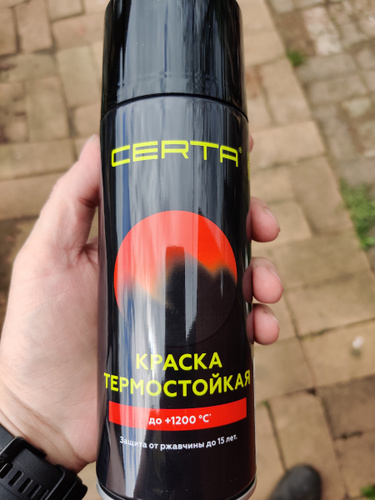 CERTA®
КРАСКА
ТЕРМОСТОЙКАЯ
до +1200 °C*
Защита от ржавчины до 15 лет.